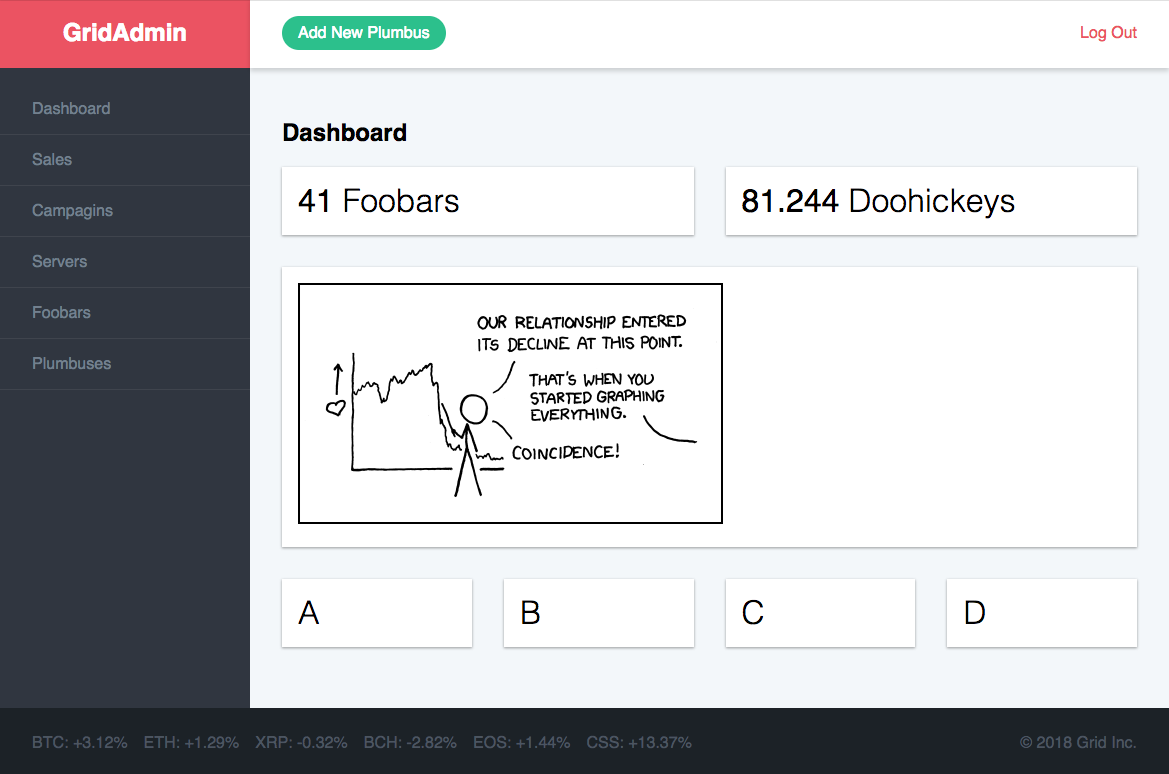 GridAdmin
Add New Plumbus
Log Out
Dashboard
Sales
Campagins
Servers
Foobars
Plumbuses
Dashboard
41 Foobars
81.244 Doohickeys
OUR RELATIONSHIP ENTERED
ITS DECLINE AT THIS POINT.
THAT'S WHEN YOU
STARTED GRAPHING
EVERYTHING.
COINCIDENCE!
A
B
C
D
BTC: +3.12% ETH: +1.29% XRP: -0.32% BCH: -2.82% EOS: +1.44% CSS: +13.37%
© 2018 Grid Inc.